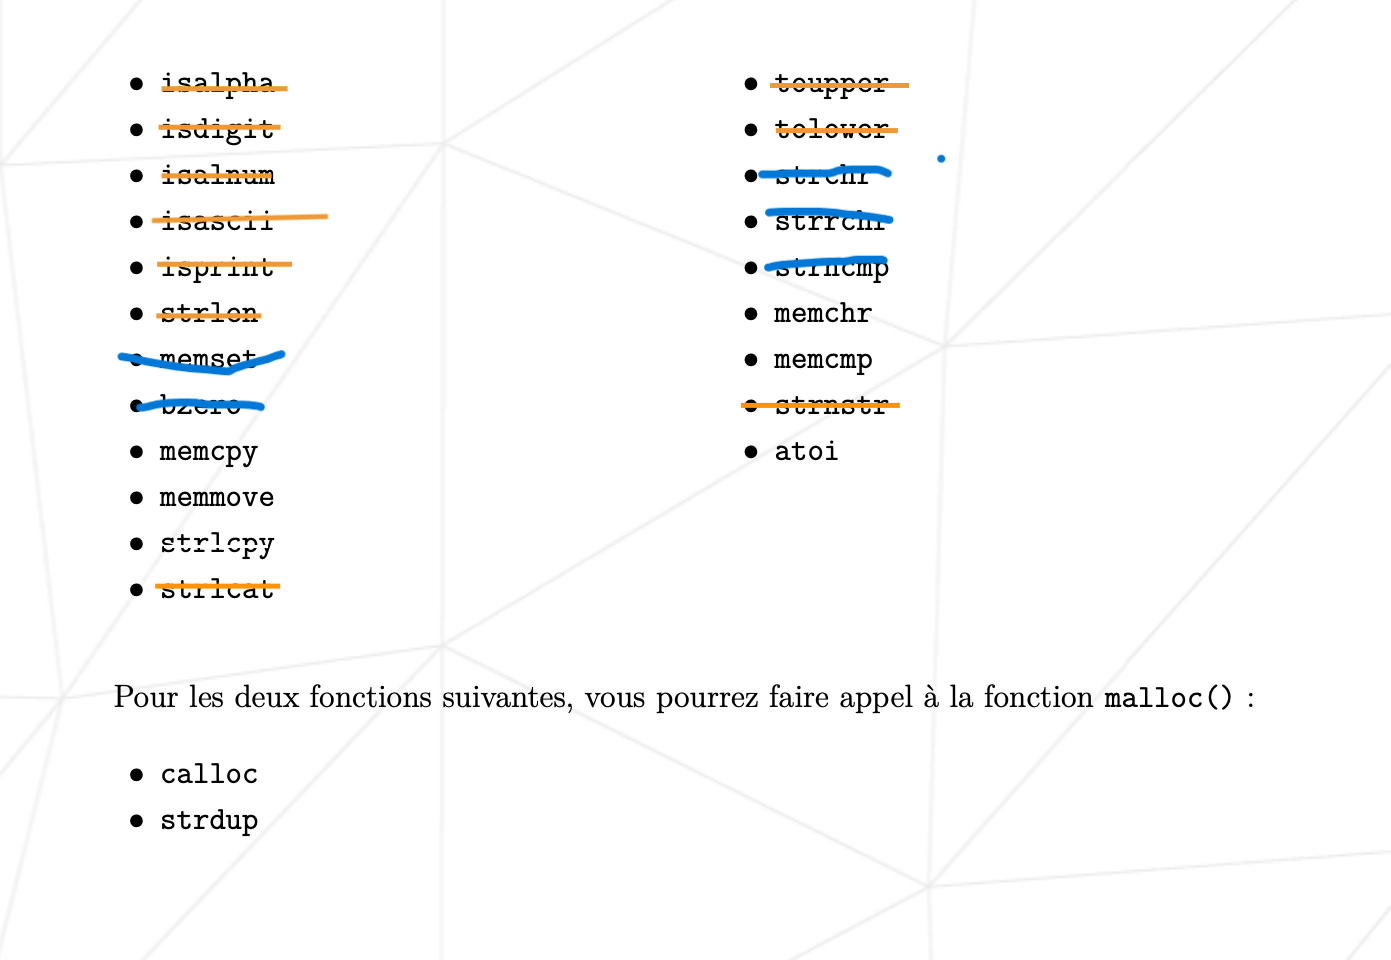 • isalpha
• isdigit
• isalnum
• isascii
• isprint
• strlen
• memset
• bzero
• memcpy
• memmove
• strlcpy
• strlcat
• toupper
• tolower
• strchr
• strrchr
• strncmp
• memchr
• memcmp
• strnstr
• atoi
Pour les deux fonctions suivantes, vous pourrez faire appel à la fonction malloc() :
• calloc
• strdup